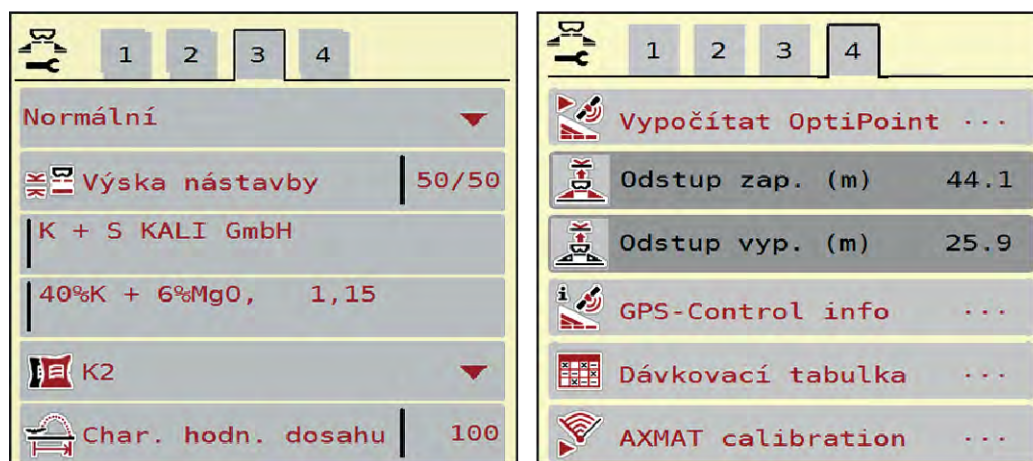 1 2 3 4
Normální
Výska nástavby 50/50
K + S KALI GmbH
40%K + 6%MgO, 1,15
K2
Char. hodn. dosahu 100
1 2 3 4
Vypočítat OptiPoint ...
Odstup zap. (m) 44.1
Odstup vyp. (m) 25.9
GPS-Control info ...
Dávkovací tabulka ...
AXMAT calibration ...